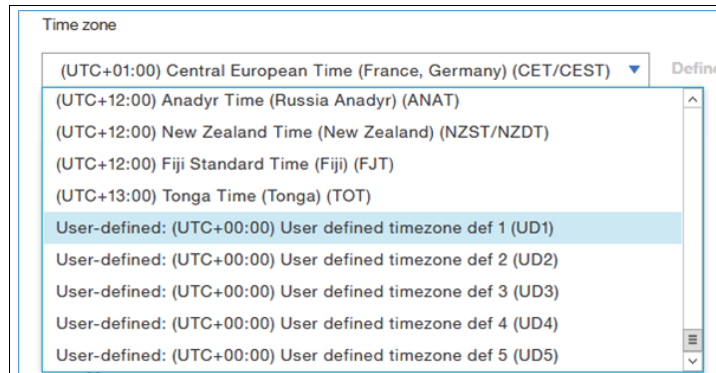 Time zone
(UTC+01:00) Central European Time (France, Germany) (CET/CEST)
(UTC+12:00) Anadyr Time (Russia Anadyr) (ANAT)
(UTC+12:00) New Zealand Time (New Zealand) (NZST/NZDT)
(UTC+12:00) Fiji Standard Time (Fiji) (FJT)
(UTC+13:00) Tonga Time (Tonga) (TOT)
User-defined: (UTC+00:00) User defined timezone def 1 (UD1)
User-defined: (UTC+00:00) User defined timezone def 2 (UD2)
User-defined: (UTC+00:00) User defined timezone def 3 (UD3)
User-defined: (UTC+00:00) User defined timezone def 4 (UD4)
User-defined: (UTC+00:00) User defined timezone def 5 (UD5)